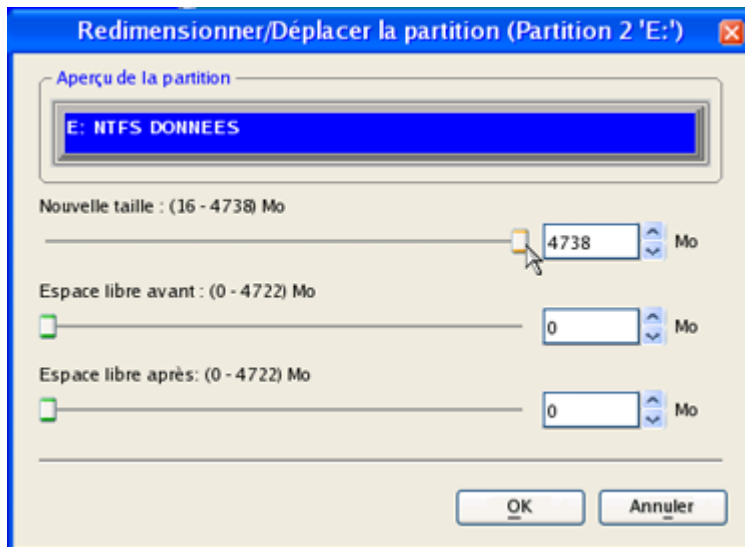 Redimensionner/Déplacer la partition (Partition 2 'E:')
Aperçu de la partition
E: NTFS DONNEES
Nouvelle taille : (16 - 4738) Mo
4738 Mo
Espace libre avant : (0 - 4722) Mo
0 Mo
Espace libre après: (0 - 4722) Mo
0 Mo
OK Annuler